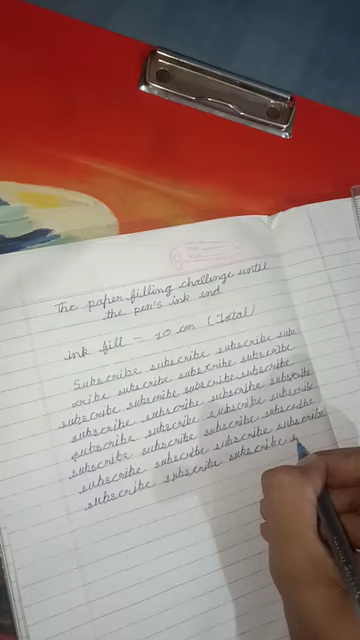 The paper filling challenge until
the pen's ink end
ink fill - 10 cm (Total)
Subscribe subscribe subscribe sub
scribe subscribe subscribe subscribe
subscribe subscribe subscribe subscribe
subscribe subscribe subscribe subscribe
subscribe subscribe subscribe subscribe
subscribe subscribe subscribe subscribe
subscribe subscribe subscribe subscribe
subscribe subscribe subscribe s